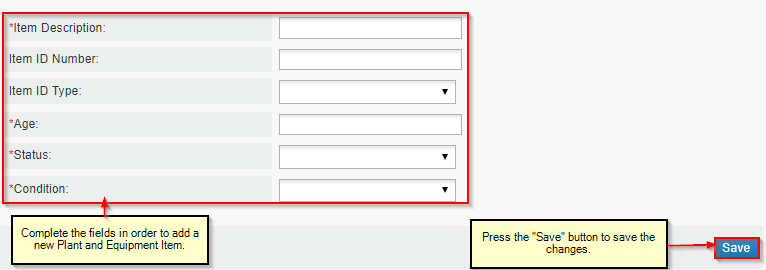 *Item Description:
Item ID Number:
Item ID Type:
*Age:
*Status:
*Condition:
Complete the fields in order to add a
new Plant and Equipment Item.
Press the "Save" button to save the
changes.
Save